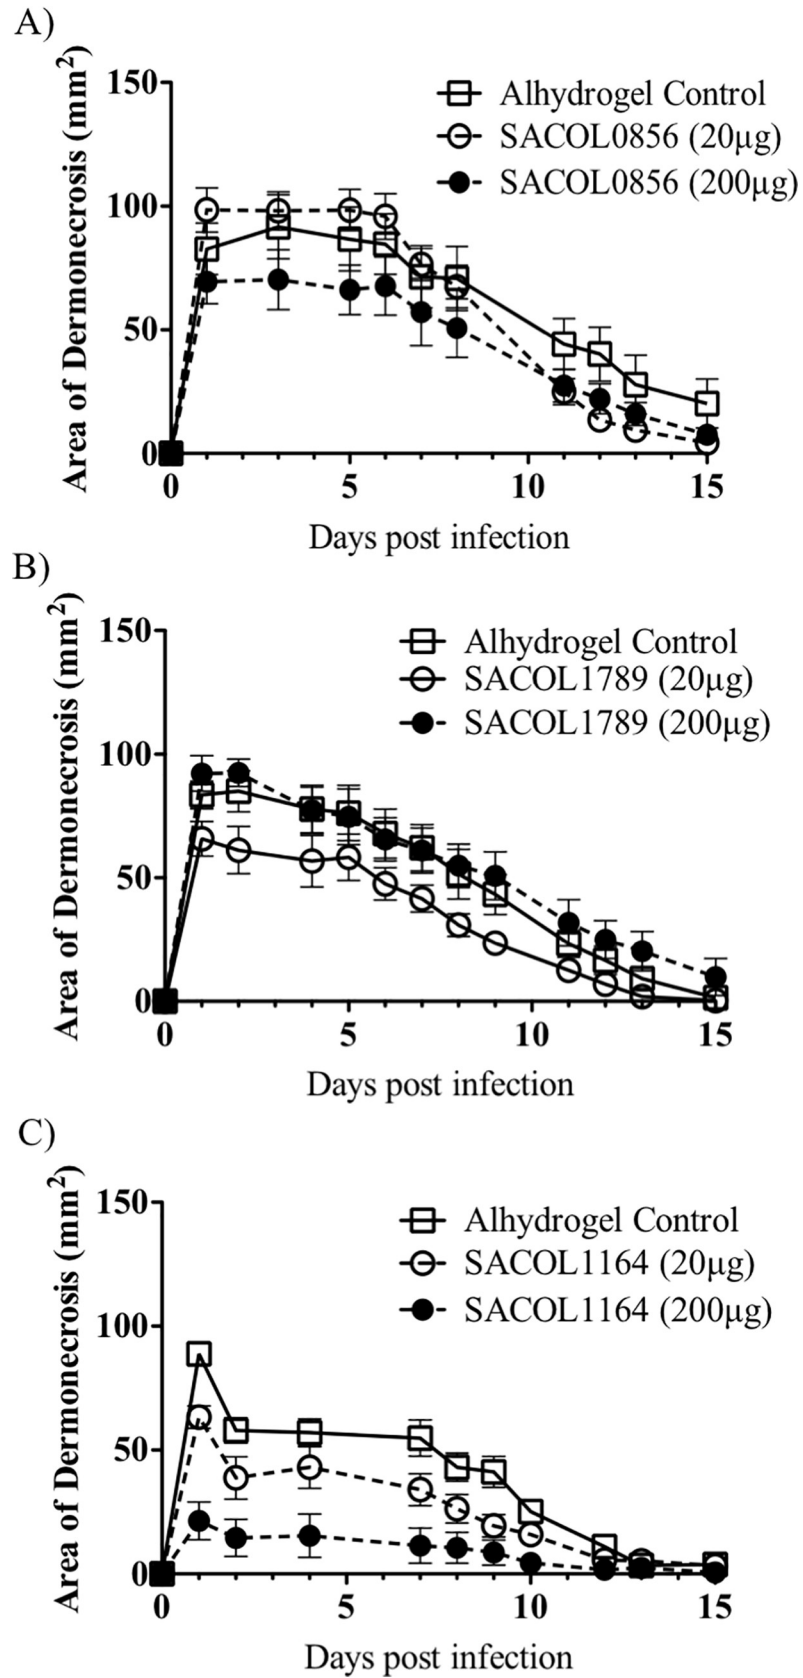 A)
Area of Dermonecrosis (mm²)
150
100
50
0
Alhydrogel Control
SACOL0856 (20µg)
SACOL0856 (200µg)
0 5 10 15
Days post infection
B)
Area of Dermonecrosis (mm²)
150
100
50
0
Alhydrogel Control
SACOL1789 (20µg)
SACOL1789 (200µg)
0 5 10 15
Days post infection
C)
Area of Dermonecrosis (mm²)
150
100
50
0
Alhydrogel Control
SACOL1164 (20µg)
SACOL1164 (200µg)
0 5 10 15
Days post infection